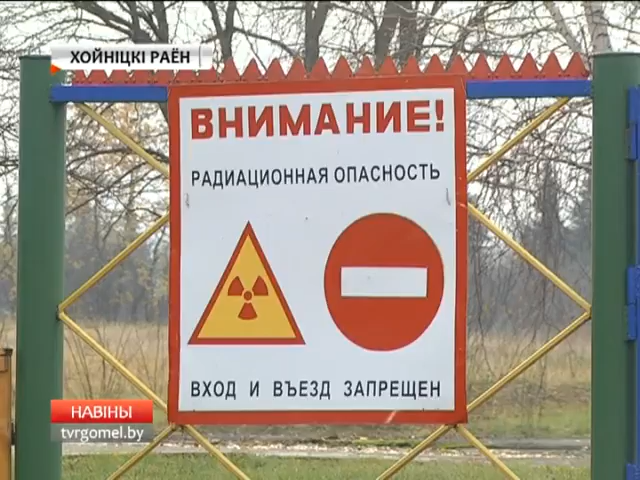 ХОЙНІЦКІ РАЁН
ВНИМАНИЕ!
РАДИАЦИОННАЯ ОПАСНОСТЬ
ВХОД И ВЪЕЗД ЗАПРЕЩЕН
НАВІНЫ
tvrgomel.by